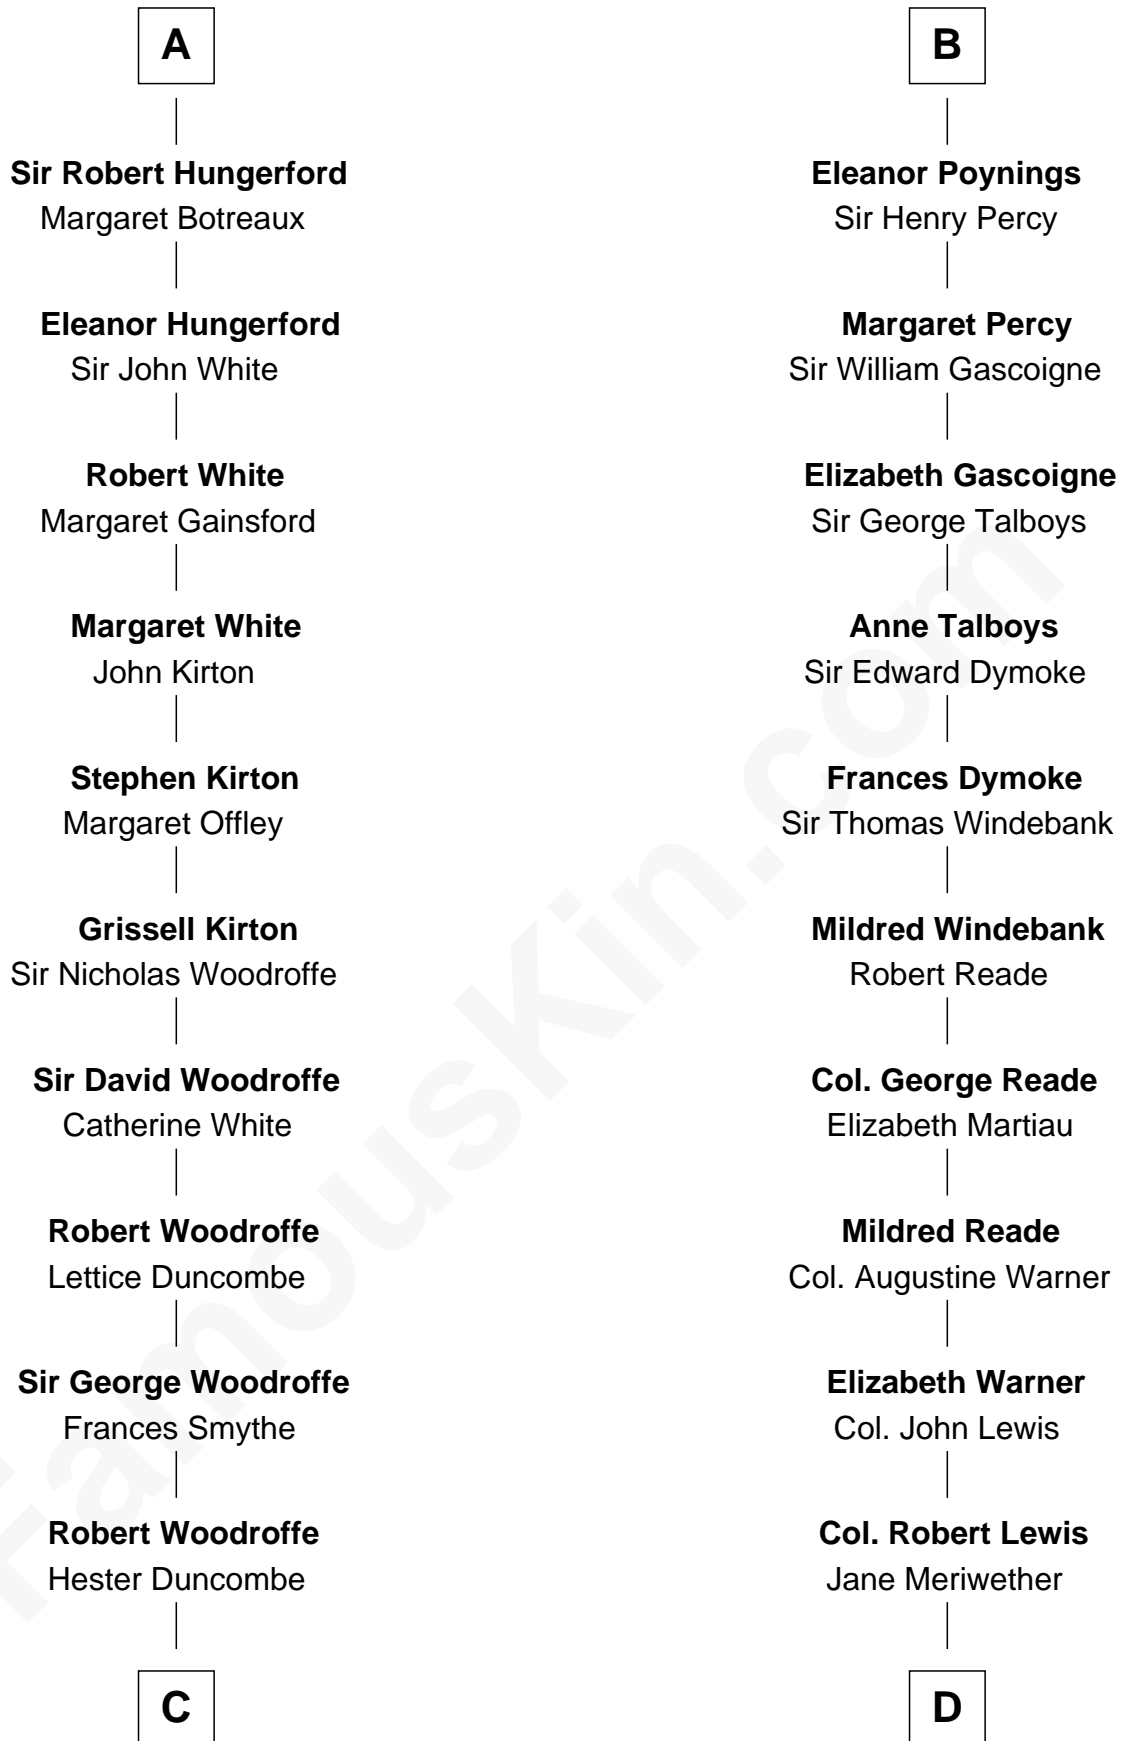 A
Sir Robert Hungerford
Margaret Botreaux
Eleanor Hungerford
Sir John White
Robert White
Margaret Gainsford
Margaret White
John Kirton
Stephen Kirton
Margaret Offley
Grissell Kirton
Sir Nicholas Woodroffe
Sir David Woodroffe
Catherine White
Robert Woodroffe
Lettice Duncombe
Sir George Woodroffe
Frances Smythe
Robert Woodroffe
Hester Duncombe
C
B
Eleanor Poynings
Sir Henry Percy
Margaret Percy
Sir William Gascoigne
Elizabeth Gascoigne
Sir George Talboys
Anne Talboys
Sir Edward Dymoke
Frances Dymoke
Sir Thomas Windebank
Mildred Windebank
Robert Reade
Col. George Reade
Elizabeth Martiau
Mildred Reade
Col. Augustine Warner
Elizabeth Warner
Col. John Lewis
Col. Robert Lewis
Jane Meriwether
D
FamousKin.com